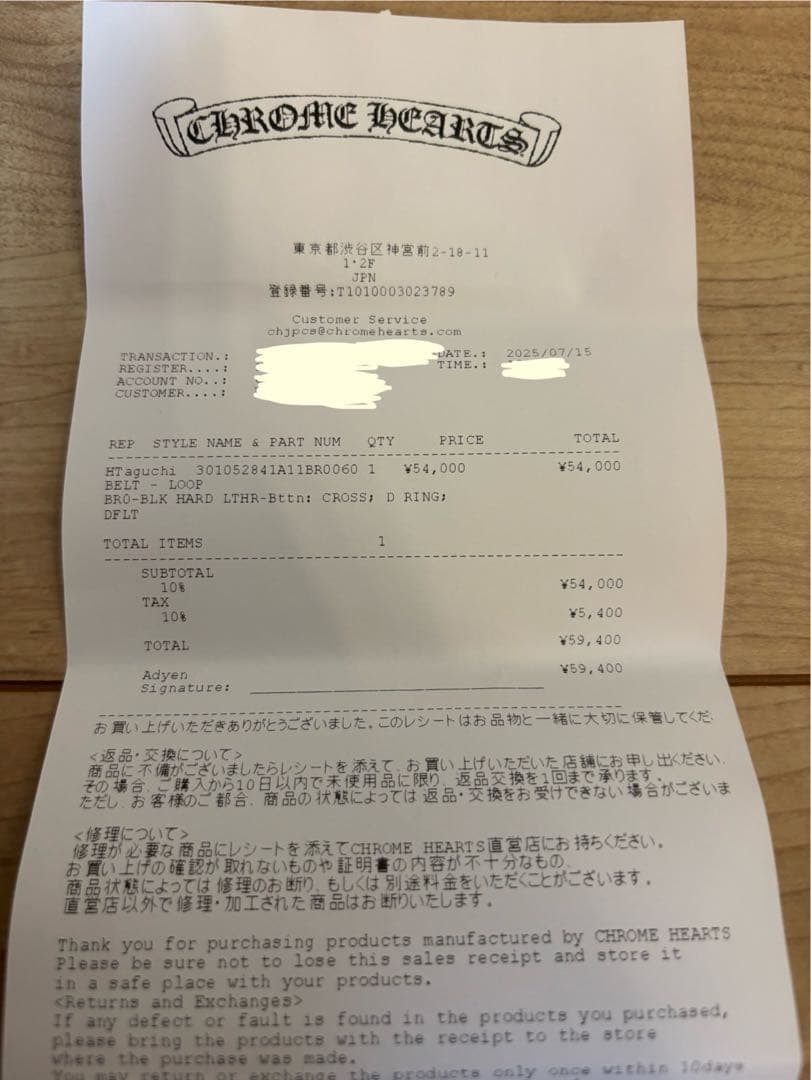 CHROME HEARTS
東京都渋谷区神宮前2-18-11
1・2F
JPN
登録番号:T1010003023789
Customer Service
chjpcs@chromehearts.com
TRANSACTION.: DATE.: 2025/07/15
REGISTER....: TIME.:
ACCOUNT NO..:
CUSTOMER....:
REP STYLE NAME & PART NUM QTY PRICE TOTAL
HTaguchi 301052841A11BR0060 1 ¥54,000 ¥54,000
BELT - LOOP
BR0-BLK HARD LTHR-Bttn: CROSS; D RING;
DFLT
TOTAL ITEMS 1
SUBTOTAL
10% ¥54,000
TAX
10% ¥5,400
TOTAL ¥59,400
Adyen ¥59,400
Signature:
お買い上げいただきありがとうございました。このレシートはお品物と一緒に大切に保管してくだ
<返品・交換について>
商品に不備がございましたらレシートを添えて、お買い上げいただいた店舗にお申し出ください.
その場合、ご購入から10日以内で未使用品に限り、返品交換を1回まで承ります。
ただし、お客様のご都合、商品の状態によっては返品・交換をお受けできない場合がございま
<修理について>
修理が必要な商品にレシートを添えてCHROME HEARTS直営店にお持ちください。
お買い上げの確認が取れないものや証明書の内容が不十分なもの、
商品状態によっては修理のお断り、もしくは別途料金をいただくことがございます。
直営店以外で修理・加工された商品はお断りいたします。
Thank you for purchasing products manufactured by CHROME HEARTS
Please be sure not to lose this sales receipt and store it
in a safe place with your products.
<Returns and Exchanges>
If any defect or fault is found in the products you purchased,
please bring the products with the receipt to the store
where the purchase was made.
You may return or exchange the products only once within 10days